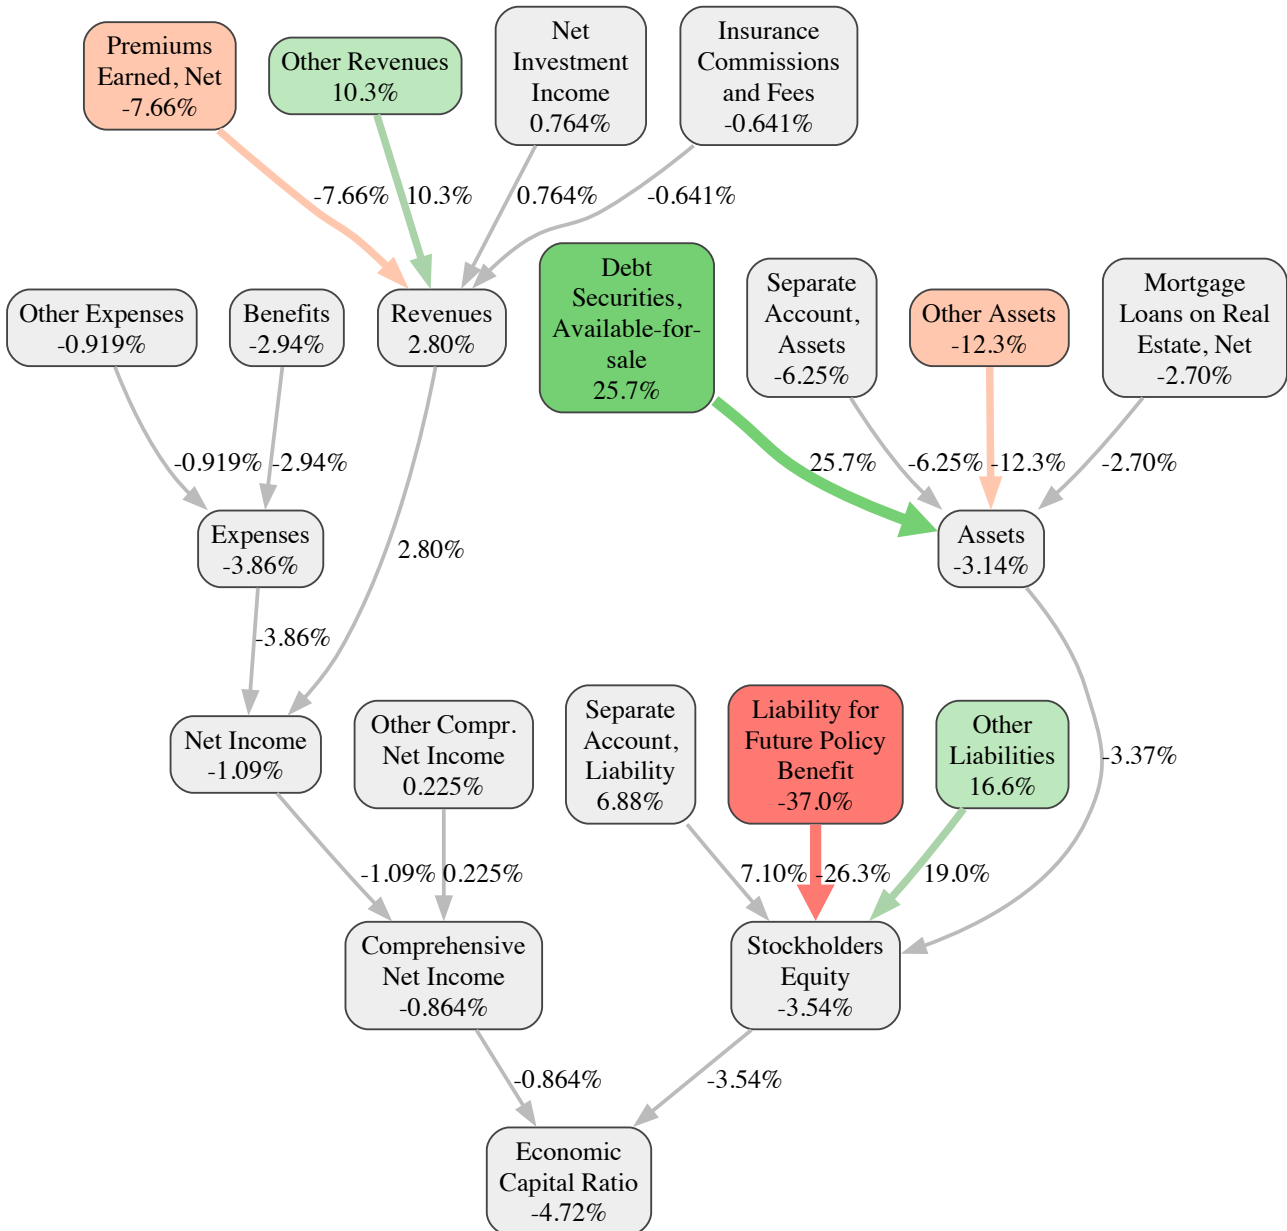 Premiums
Earned, Net
-7.66%
Other Revenues
10.3%
Net
Investment
Income
0.764%
Insurance
Commissions
and Fees
-0.641%
-7.66%
10.3%
0.764%
-0.641%
Other Expenses
-0.919%
Benefits
-2.94%
Revenues
2.80%
Debt
Securities,
Available-for-
sale
25.7%
Separate
Account,
Assets
-6.25%
Other Assets
-12.3%
Mortgage
Loans on Real
Estate, Net
-2.70%
-0.919%
-2.94%
25.7%
-6.25%
-12.3%
-2.70%
Expenses
-3.86%
2.80%
Assets
-3.14%
-3.86%
Net Income
-1.09%
Other Compr.
Net Income
0.225%
Separate
Account,
Liability
6.88%
Liability for
Future Policy
Benefit
-37.0%
Other
Liabilities
16.6%
-3.37%
-1.09%
0.225%
7.10%
-26.3%
19.0%
Comprehensive
Net Income
-0.864%
Stockholders
Equity
-3.54%
-0.864%
-3.54%
Economic
Capital Ratio
-4.72%